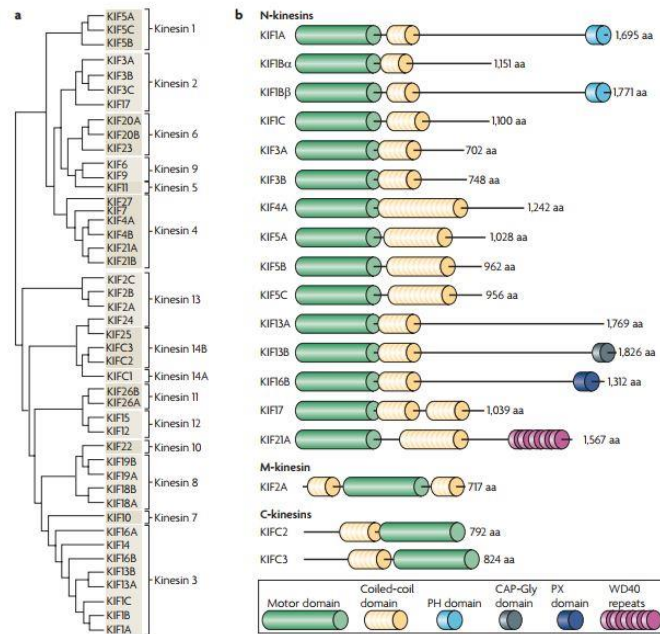 a
KIF5A
KIF5C
KIF5B
Kinesin 1
KIF3A
KIF3B
KIF3C
KIF17
Kinesin 2
KIF20A
KIF20B
KIF23
Kinesin 6
KIF6
KIF9
Kinesin 9
KIF11
Kinesin 5
KIF27
KIF7
KIF4A
KIF4B
KIF21A
KIF21B
Kinesin 4
KIF2C
KIF2B
KIF2A
KIF24
Kinesin 13
KIF25
KIFC3
KIFC2
Kinesin 14B
KIFC1
Kinesin 14A
KIF26B
KIF26A
Kinesin 11
KIF15
KIF12
Kinesin 12
KIF22
Kinesin 10
KIF19B
KIF19A
KIF18B
KIF18A
Kinesin 8
KIF10
Kinesin 7
KIF16A
KIF14
KIF16B
KIF13B
KIF13A
KIF1C
KIF1B
KIF1A
Kinesin 3
b
N-kinesins
KIF1A 1,695 aa
KIF1Bα 1,151 aa
KIF1Bβ 1,771 aa
KIF1C 1,100 aa
KIF3A 702 aa
KIF3B 748 aa
KIF4A 1,242 aa
KIF5A 1,028 aa
KIF5B 962 aa
KIF5C 956 aa
KIF13A 1,769 aa
KIF13B 1,826 aa
KIF16B 1,312 aa
KIF17 1,039 aa
KIF21A 1,567 aa
M-kinesin
KIF2A 717 aa
C-kinesins
KIFC2 792 aa
KIFC3 824 aa
Motor domain
Coiled-coil
domain
PH domain
CAP-Gly
domain
PX
domain
WD40
repeats